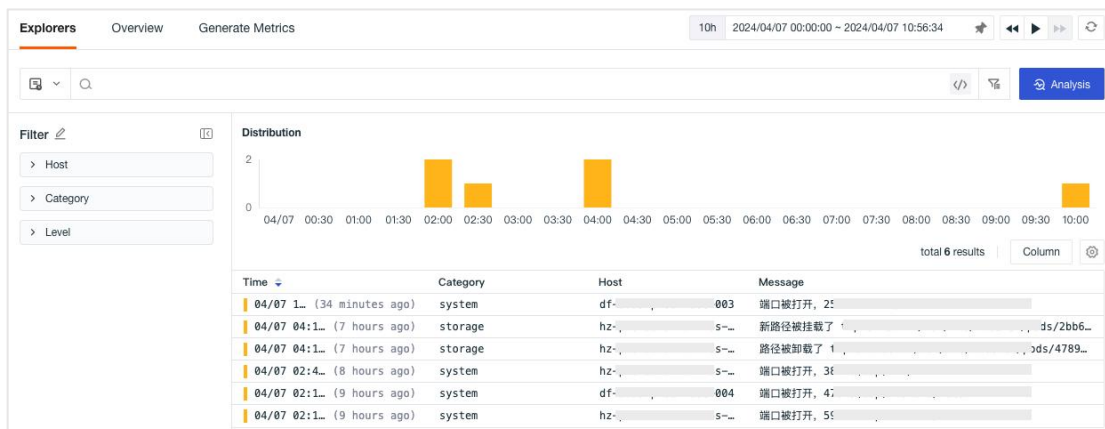 Explorers Overview Generate Metrics 10h 2024/04/07 00:00:00 ~ 2024/04/07 10:56:34
</> Analysis
Filter
Host
Category
Level
Distribution
2
0
04/07 00:30 01:00 01:30 02:00 02:30 03:00 03:30 04:00 04:30 05:00 05:30 06:00 06:30 07:00 07:30 08:00 08:30 09:00 09:30 10:00
total 6 results Column
Time Category Host Message
04/07 1… (34 minutes ago) system df- 003 端口被打开, 25
04/07 04:1… (7 hours ago) storage hz- s-… 新路径被挂载了 ds/2bb6…
04/07 04:1… (7 hours ago) storage hz- s-… 路径被卸载了 ods/4789…
04/07 02:4… (8 hours ago) system hz- s-… 端口被打开, 38
04/07 02:1… (9 hours ago) system df- 004 端口被打开, 47
04/07 02:1… (9 hours ago) system hz- s-… 端口被打开, 59